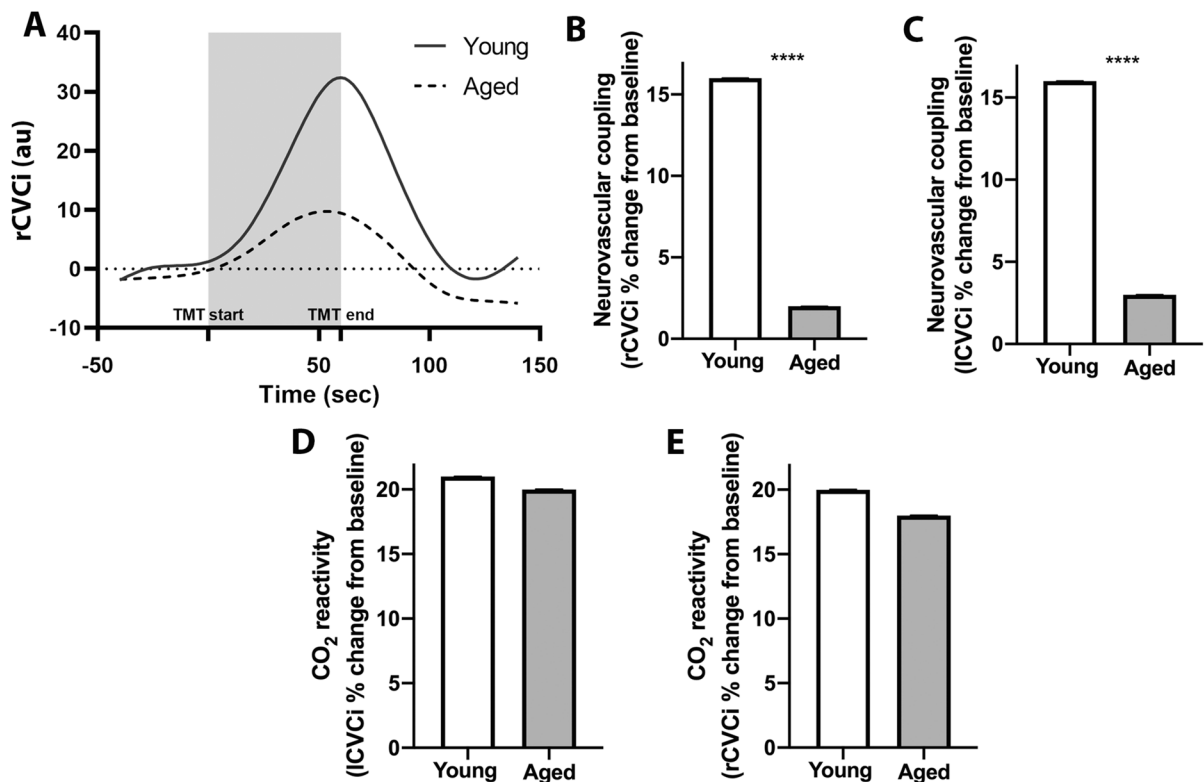 A
40
30
20
10
0
-10
rCVCi (au)
Young
Aged
TMT start
TMT end
-50
0
50
100
150
Time (sec)
B
****
Neurovascular coupling
(rCVCi % change from baseline)
15
10
5
0
Young
Aged
C
****
Neurovascular coupling
(lCVCi % change from baseline)
15
10
5
0
Young
Aged
D
CO2 reactivity
(lCVCi % change from baseline)
20
15
10
5
0
Young
Aged
E
CO2 reactivity
(rCVCi % change from baseline)
20
15
10
5
0
Young
Aged